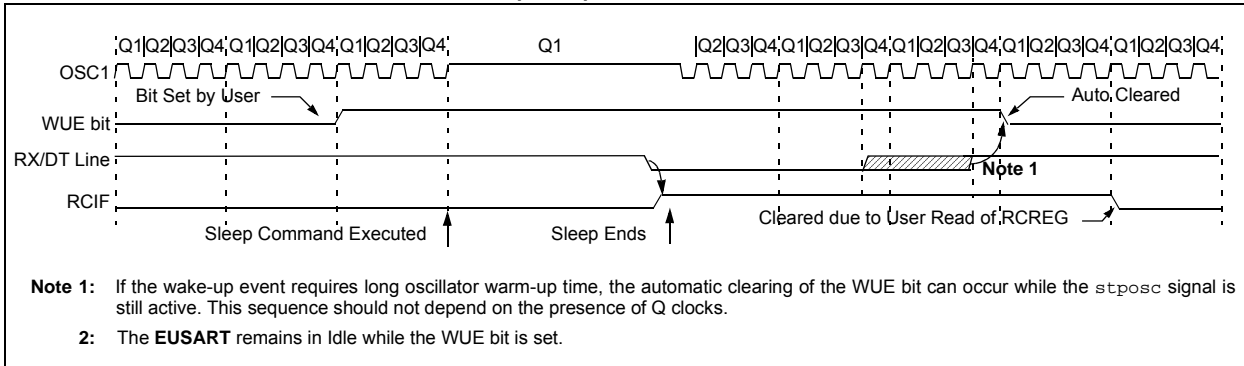 Q1|Q2|Q3|Q4 Q1|Q2|Q3|Q4 Q1|Q2|Q3|Q4 Q1 |Q2|Q3|Q4 Q1|Q2|Q3|Q4 Q1|Q2|Q3|Q4 Q1|Q2|Q3|Q4 Q1|Q2|Q3|Q4
OSC1
Bit Set by User Auto Cleared
WUE bit
RX/DT Line
Note 1
RCIF
Cleared due to User Read of RCREG
Sleep Command Executed Sleep Ends
Note 1: If the wake-up event requires long oscillator warm-up time, the automatic clearing of the WUE bit can occur while the stposc signal is
still active. This sequence should not depend on the presence of Q clocks.
2: The EUSART remains in Idle while the WUE bit is set.